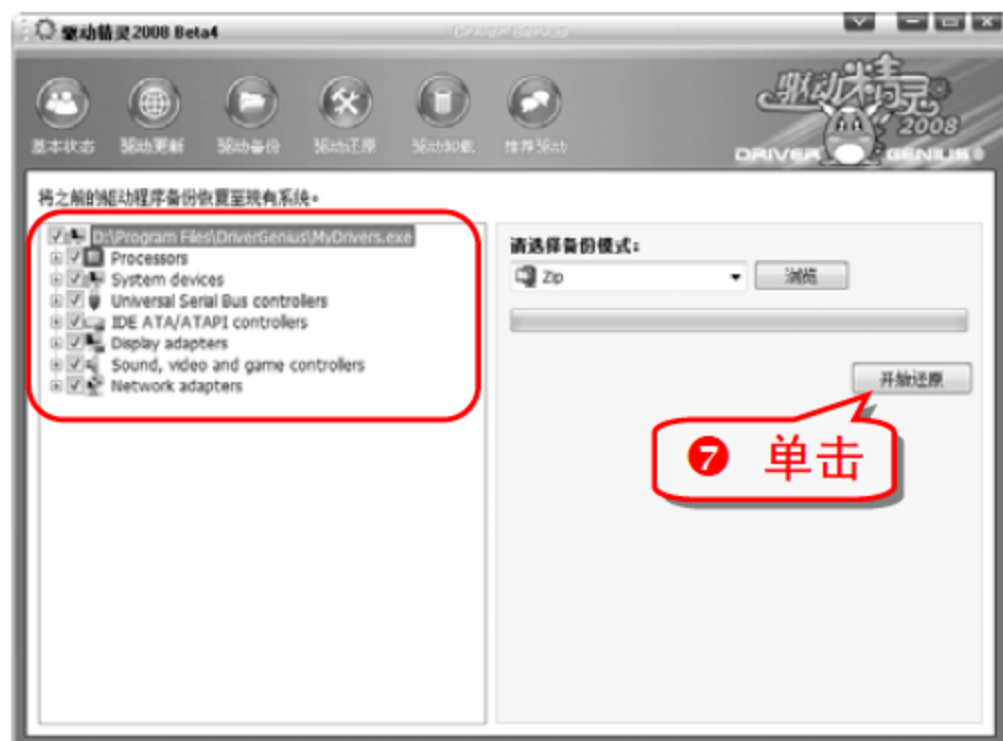 驱动精灵2008 Beta4
Driver Genius
基本状态 驱动更新 驱动备份 驱动还原 驱动卸载 推荐驱动
驱动精灵
2008
DRIVER GENIUS
将之前的驱动程序备份恢复至现有系统。
D:\Program Files\DriverGenius\MyDrivers.exe
Processors
System devices
Universal Serial Bus controllers
IDE ATA/ATAPI controllers
Display adapters
Sound, video and game controllers
Network adapters
请选择备份模式:
Zip 浏览
开始还原
7 单击